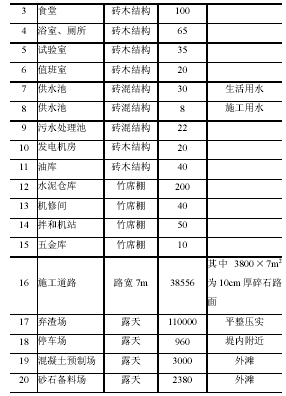 3 食堂 砖木结构 100
4 浴室、厕所 砖木结构 65
5 试验室 砖木结构 35
6 值班室 砖木结构 20
7 供水池 砖混结构 30 生活用水
8 供水池 砖混结构 8 施工用水
9 污水处理池 砖混结构 22
10 发电机房 砖木结构 20
11 油库 砖木结构 40
12 水泥仓库 竹席棚 200
13 机修间 竹席棚 40
14 拌和机站 竹席棚 50
15 五金库 竹席棚 10
16 施工道路 路宽 7m 38556 其中 3800×7m²
为 10cm 厚碎石路
面
17 弃渣场 露天 110000 平整压实
18 停车场 露天 960 堤内附近
19 混凝土预制场 露天 3000 外滩
20 砂石备料场 露天 2380 外滩